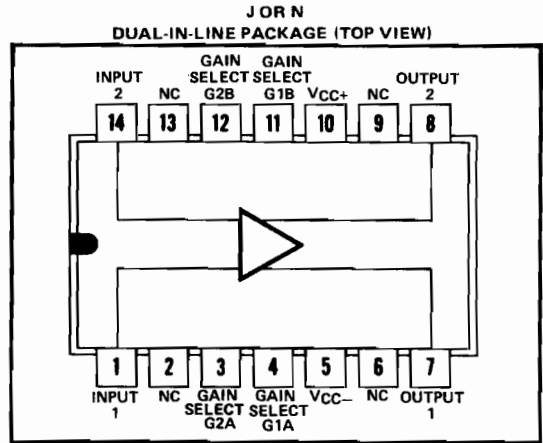 J OR N
DUAL-IN-LINE PACKAGE (TOP VIEW)
GAIN GAIN
INPUT SELECT SELECT OUTPUT
2 NC G2B G1B VCC+ NC 2
14 13 12 11 10 9 8
1 2 3 4 5 6 7
INPUT NC GAIN GAIN VCC– NC OUTPUT
1 SELECT SELECT 1
G2A G1A